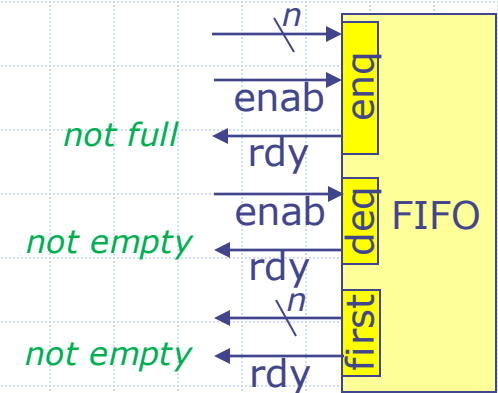 n
enab
enq
not full
rdy
enab
deq
FIFO
not empty
rdy
n
first
not empty
rdy